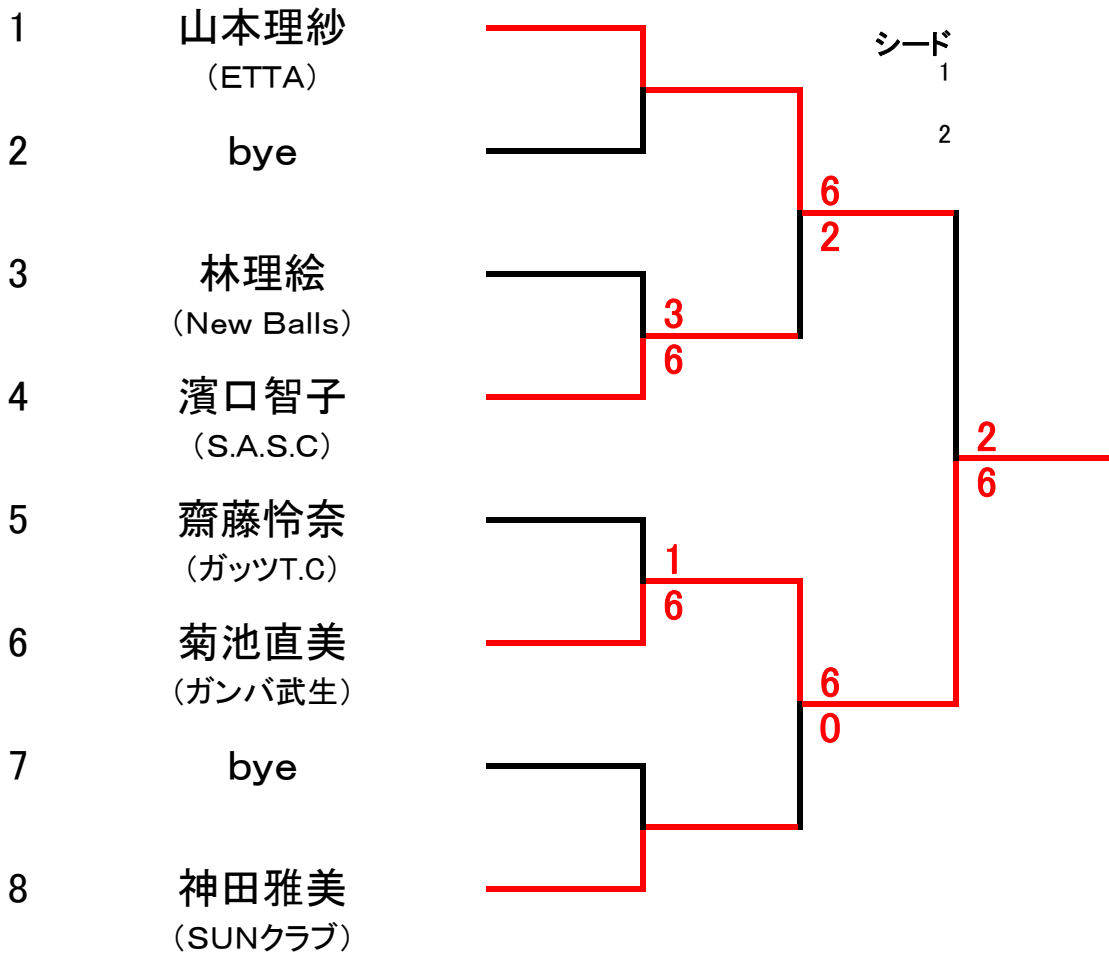 1 山本理紗
(ETTA)
シード
1
2 bye
2
6
2
3 林理絵
(New Balls)
3
6
4 濱口智子
(S.A.S.C)
2
6
5 齋藤怜奈
(ガッツT.C)
1
6
6 菊池直美
(ガンバ武生)
6
0
7 bye
8 神田雅美
(SUNクラブ)